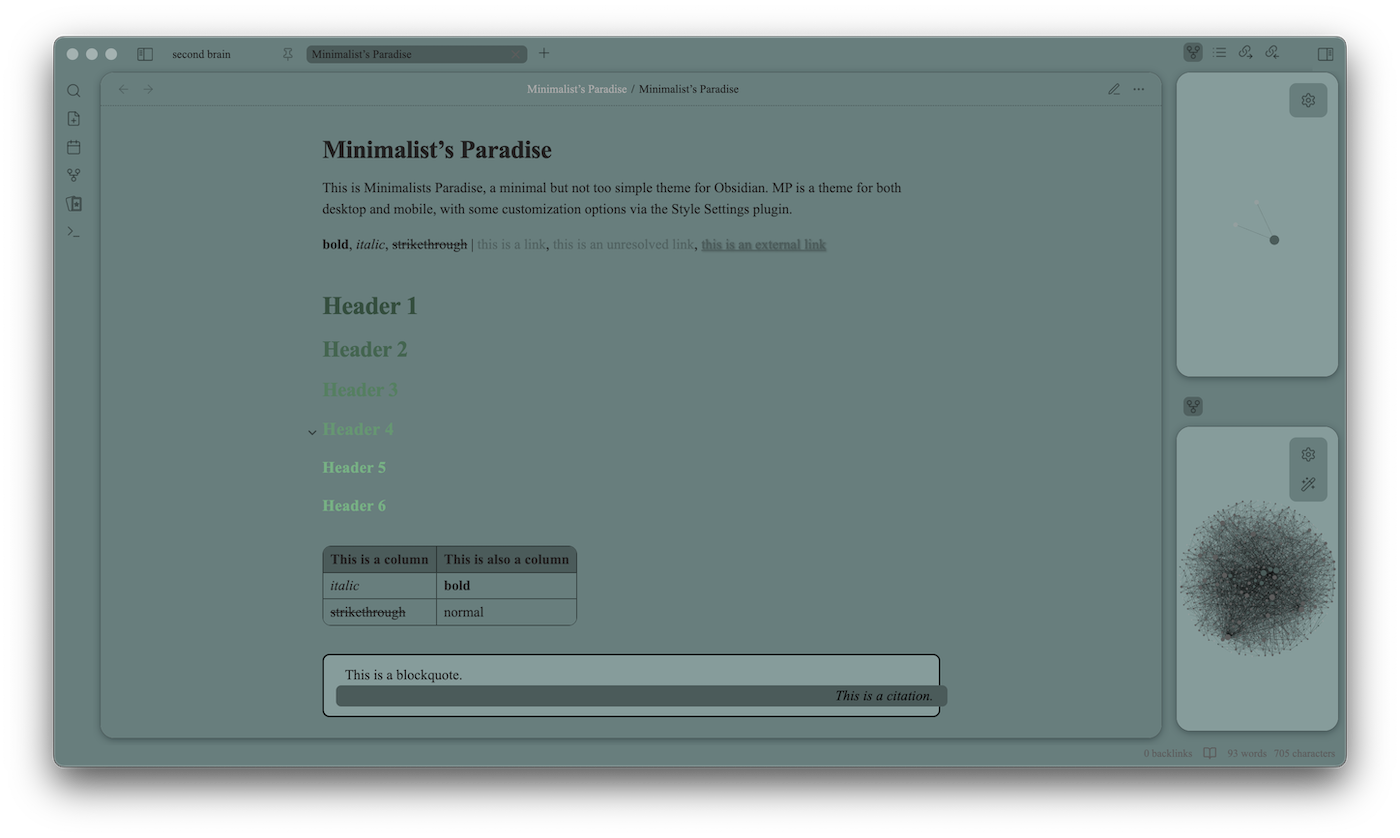 second brain
Minimalist’s Paradise
Minimalist’s Paradise / Minimalist’s Paradise
Minimalist’s Paradise
This is Minimalists Paradise, a minimal but not too simple theme for Obsidian. MP is a theme for both
desktop and mobile, with some customization options via the Style Settings plugin.
bold, italic, strikethrough | this is a link, this is an unresolved link, this is an external link
Header 1
Header 2
Header 3
Header 4
Header 5
Header 6
This is a column This is also a column
italic bold
strikethrough normal
This is a blockquote.
This is a citation.
0 backlinks 93 words 705 characters